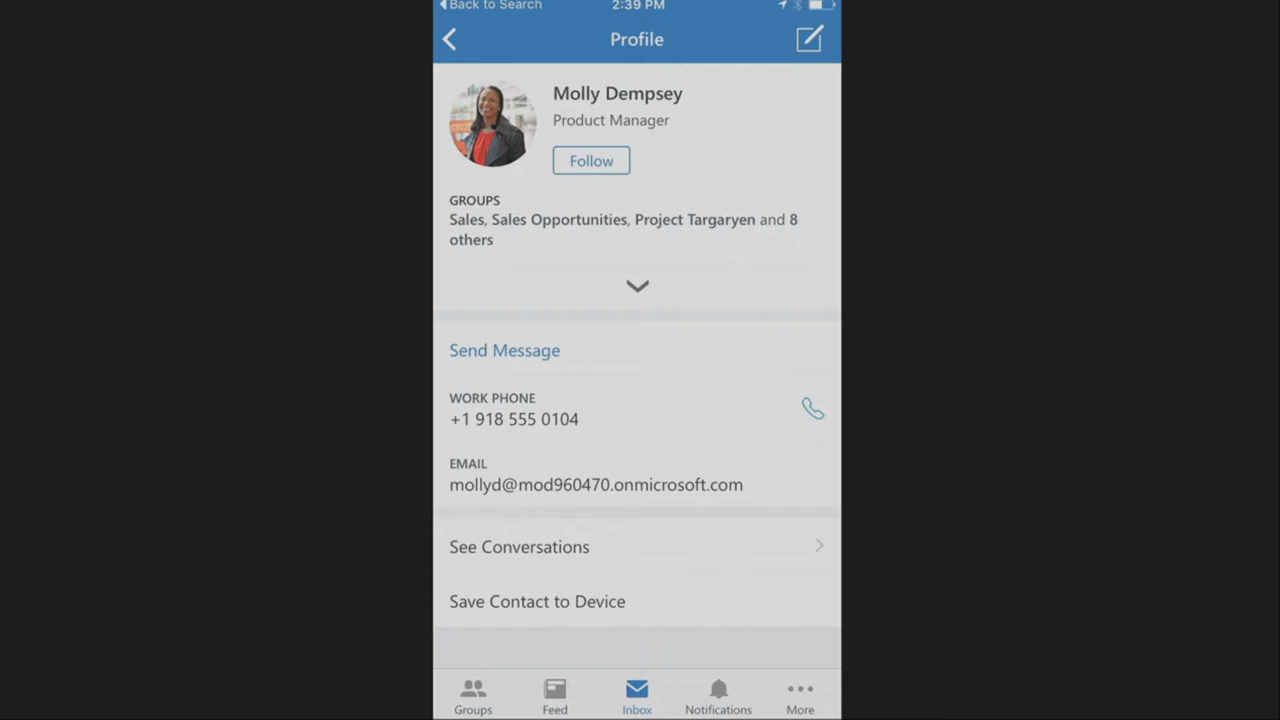 Back to Search
2:39 PM
Profile
Molly Dempsey
Product Manager
Follow
GROUPS
Sales, Sales Opportunities, Project Targaryen and 8
others
Send Message
WORK PHONE
+1 918 555 0104
EMAIL
mollyd@mod960470.onmicrosoft.com
See Conversations
Save Contact to Device
Groups
Feed
Inbox
Notifications
More